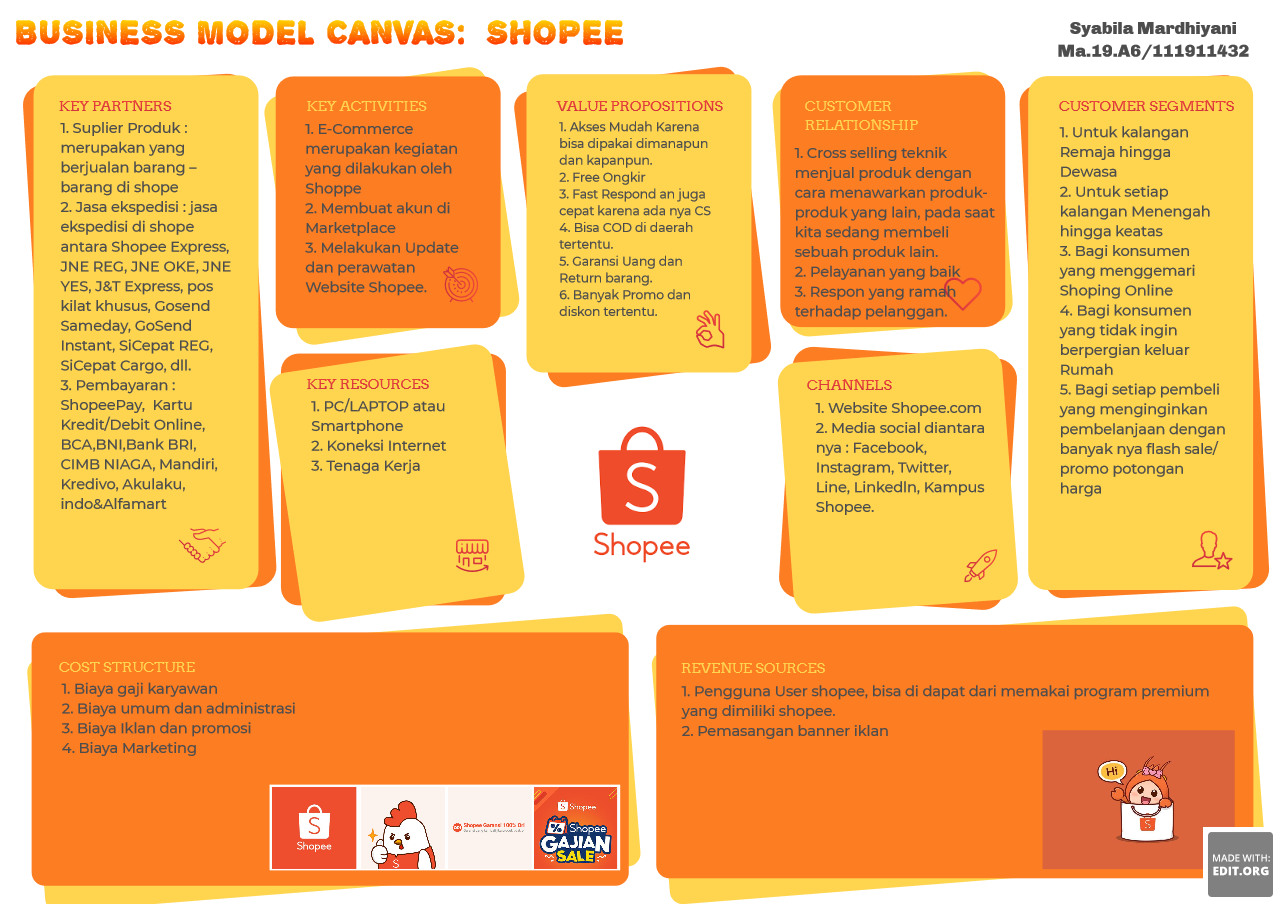 BUSINESS MODEL CANVAS: SHOPEE
Syabila Mardhiyani
Ma.19.A6/111911432
KEY PARTNERS
1. Suplier Produk :
merupakan yang
berjualan barang –
barang di shope
2. Jasa ekspedisi : jasa
ekspedisi di shope
antara Shopee Express,
JNE REG, JNE OKE, JNE
YES, J&T Express, pos
kilat khusus, Gosend
Sameday, GoSend
Instant, SiCepat REG,
SiCepat Cargo, dll.
3. Pembayaran :
ShopeePay, Kartu
Kredit/Debit Online,
BCA,BNI,Bank BRI,
CIMB NIAGA, Mandiri,
Kredivo, Akulaku,
indo&Alfamart
KEY ACTIVITIES
1. E-Commerce
merupakan kegiatan
yang dilakukan oleh
Shoppe
2. Membuat akun di
Marketplace
3. Melakukan Update
dan perawatan
Website Shopee.
KEY RESOURCES
1. PC/LAPTOP atau
Smartphone
2. Koneksi Internet
3. Tenaga Kerja
VALUE PROPOSITIONS
1. Akses Mudah Karena
bisa dipakai dimanapun
dan kapanpun.
2. Free Ongkir
3. Fast Respond an juga
cepat karena ada nya CS
4. Bisa COD di daerah
tertentu.
5. Garansi Uang dan
Return barang.
6. Banyak Promo dan
diskon tertentu.
Shopee
CUSTOMER
RELATIONSHIP
1. Cross selling teknik
menjual produk dengan
cara menawarkan produk-
produk yang lain, pada saat
kita sedang membeli
sebuah produk lain.
2. Pelayanan yang baik
3. Respon yang ramah
terhadap pelanggan.
CHANNELS
1. Website Shopee.com
2. Media social diantara
nya : Facebook,
Instagram, Twitter,
Line, LinkedIn, Kampus
Shopee.
CUSTOMER SEGMENTS
1. Untuk kalangan
Remaja hingga
Dewasa
2. Untuk setiap
kalangan Menengah
hingga keatas
3. Bagi konsumen
yang menggemari
Shoping Online
4. Bagi konsumen
yang tidak ingin
berpergian keluar
Rumah
5. Bagi setiap pembeli
yang menginginkan
pembelanjaan dengan
banyak nya flash sale/
promo potongan
harga
COST STRUCTURE
1. Biaya gaji karyawan
2. Biaya umum dan administrasi
3. Biaya Iklan dan promosi
4. Biaya Marketing
Shopee
Shopee Garansi 100% Ori
Shopee
Shopee
GAJIAN
SALE
REVENUE SOURCES
1. Pengguna User shopee, bisa di dapat dari memakai program premium
yang dimiliki shopee.
2. Pemasangan banner iklan
Hi
MADE WITH:
EDIT.ORG